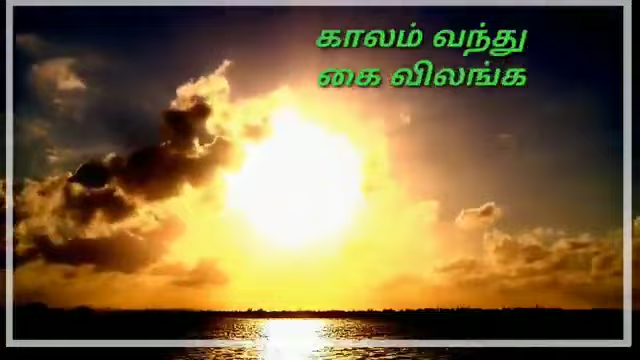 காலம் வந்து
கை விலங்க